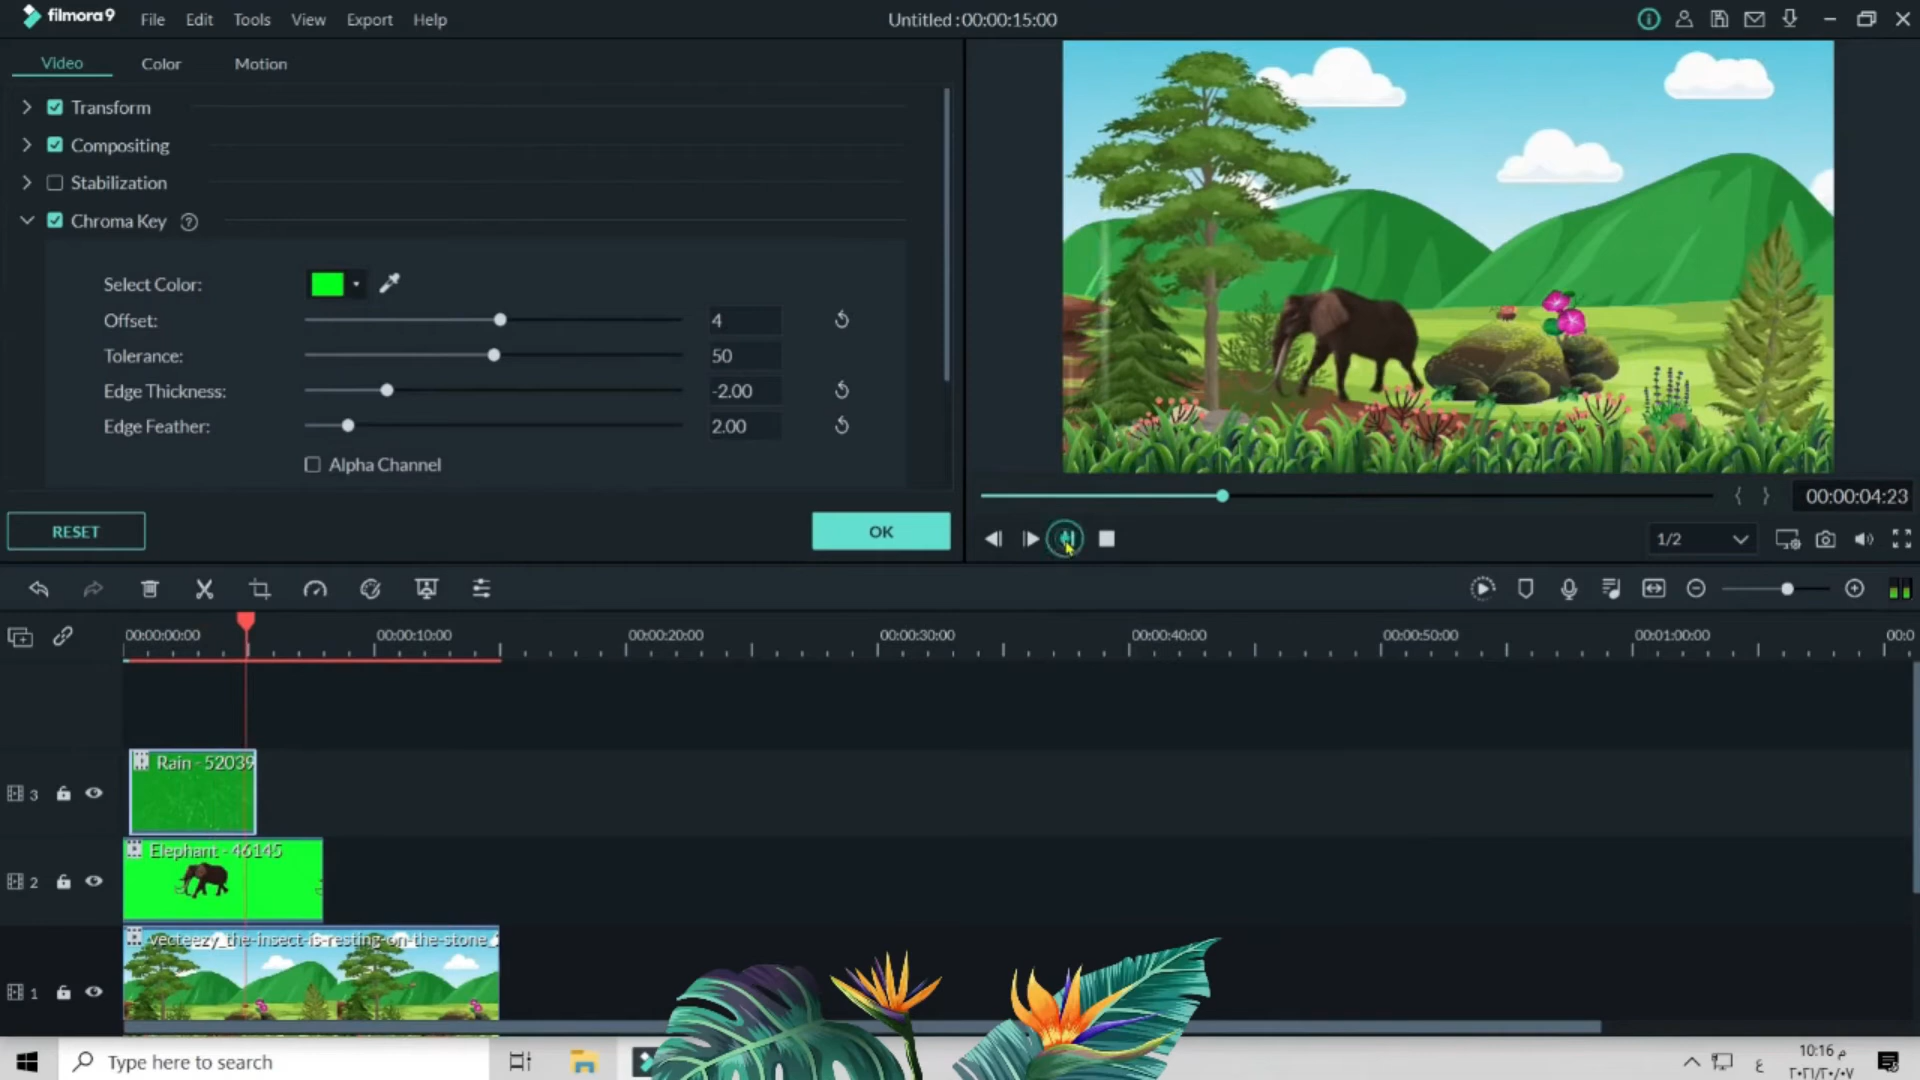 filmora9 File Edit Tools View Export Help Untitled : 00:00:15:00
Video Color Motion
Transform
Compositing
Stabilization
Chroma Key
Select Color:
Offset: 4
Tolerance: 50
Edge Thickness: -2.00
Edge Feather: 2.00
Alpha Channel
RESET OK
00:00:04:23
1/2
00:00:00:00 00:00:10:00 00:00:20:00 00:00:30:00 00:00:40:00 00:00:50:00 00:01:00:00 00:0
3 Rain - 52039
2 Elephant - 46145
1 vecteezy_the-insect-is-resting-on-the-stone_
Type here to search
ع
10:16 م